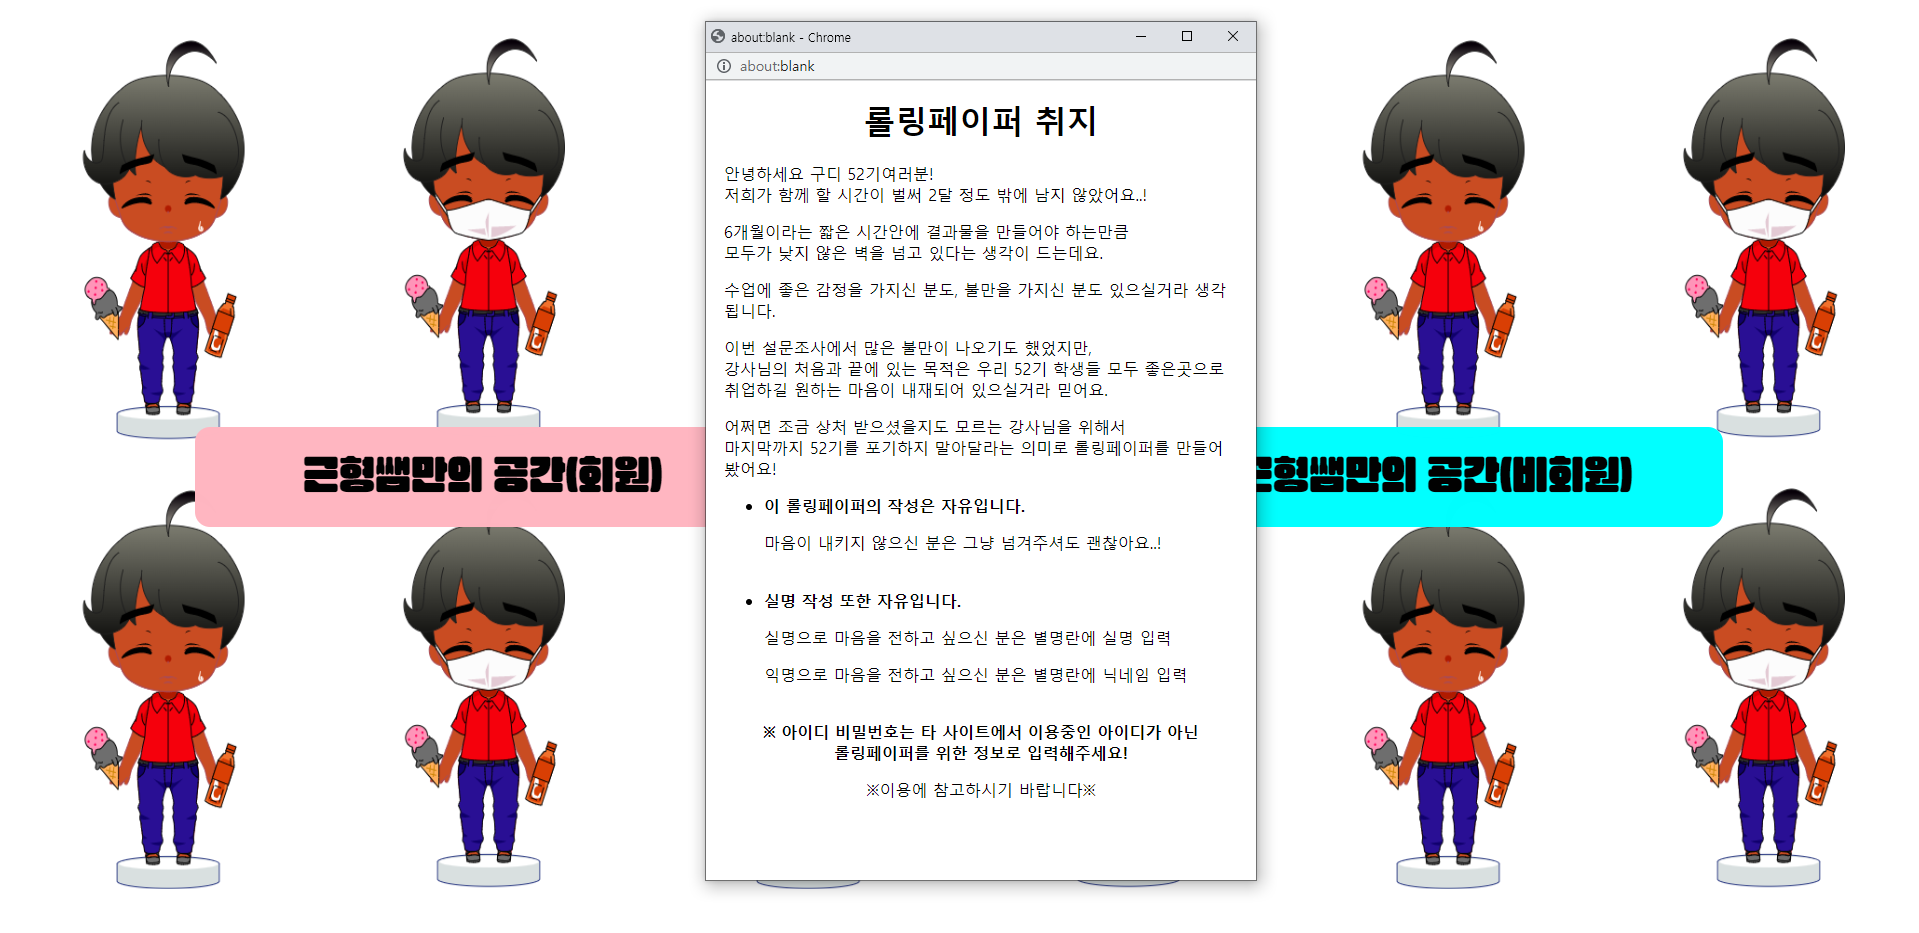 about:blank - Chrome
about:blank
롤링페이퍼 취지
안녕하세요 구디 52기여러분!
저희가 함께 할 시간이 벌써 2달 정도 밖에 남지 않았어요..!
6개월이라는 짧은 시간안에 결과물을 만들어야 하는만큼
모두가 낮지 않은 벽을 넘고 있다는 생각이 드는데요.
수업에 좋은 감정을 가지신 분도, 불만을 가지신 분도 있으실거라 생각
됩니다.
이번 설문조사에서 많은 불만이 나오기도 했었지만,
강사님의 처음과 끝에 있는 목적은 우리 52기 학생들 모두 좋은곳으로
취업하길 원하는 마음이 내재되어 있으실거라 믿어요.
어쩌면 조금 상처 받으셨을지도 모르는 강사님을 위해서
마지막까지 52기를 포기하지 말아달라는 의미로 롤링페이퍼를 만들어
봤어요!
• 이 롤링페이퍼의 작성은 자유입니다.
마음이 내키지 않으신 분은 그냥 넘겨주셔도 괜찮아요..!
• 실명 작성 또한 자유입니다.
실명으로 마음을 전하고 싶으신 분은 별명란에 실명 입력
익명으로 마음을 전하고 싶으신 분은 별명란에 닉네임 입력
※ 아이디 비밀번호는 타 사이트에서 이용중인 아이디가 아닌
롤링페이퍼를 위한 정보로 입력해주세요!
※이용에 참고하시기 바랍니다※
근형쌤만의 공간(회원)
근형쌤만의 공간(비회원)
C
C
C
C
C
C
C
C